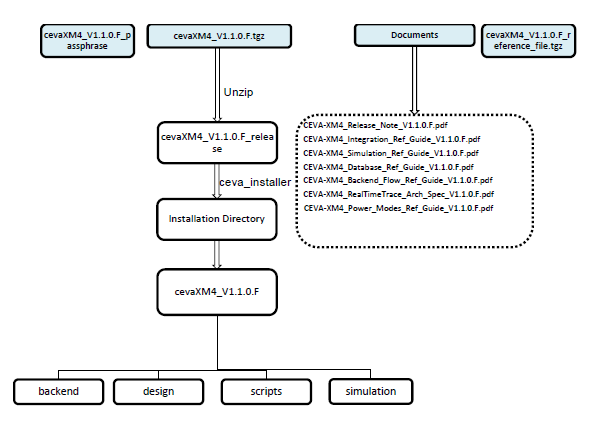 cevaXM4_V1.1.0.F_p
assphrase
cevaXM4_V1.1.0.F.tgz
Documents
cevaXM4_V1.1.0.F_r
eference_file.tgz
Unzip
cevaXM4_V1.1.0.F_relea
se
ceva_installer
Installation Directory
cevaXM4_V1.1.0.F
CEVA-XM4_Release_Note_V1.1.0.F.pdf
CEVA-XM4_Integration_Ref_Guide_V1.1.0.F.pdf
CEVA-XM4_Simulation_Ref_Guide_V1.1.0.F.pdf
CEVA-XM4_Database_Ref_Guide_V1.1.0.F.pdf
CEVA-XM4_Backend_Flow_Ref_Guide_V1.1.0.F.pdf
CEVA-XM4_RealTimeTrace_Arch_Spec_V1.1.0.F.pdf
CEVA-XM4_Power_Modes_Ref_Guide_V1.1.0.F.pdf
backend
design
scripts
simulation